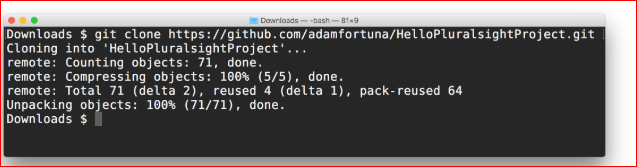 Downloads — -bash — 81×9
Downloads $ git clone https://github.com/adamfortuna/HelloPluralsightProject.git
Cloning into 'HelloPluralsightProject'...
remote: Counting objects: 71, done.
remote: Compressing objects: 100% (5/5), done.
remote: Total 71 (delta 2), reused 4 (delta 1), pack-reused 64
Unpacking objects: 100% (71/71), done.
Downloads $